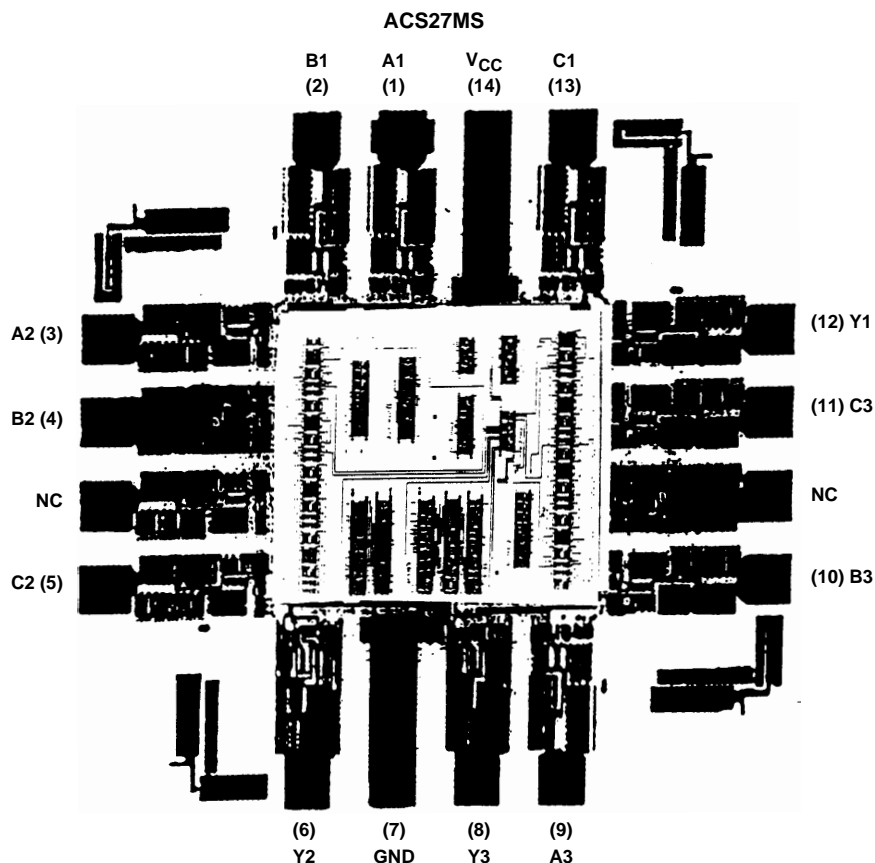 ACS27MS
B1 A1 VCC C1
(2) (1) (14) (13)
A2 (3)
(12) Y1
B2 (4)
(11) C3
NC
NC
C2 (5)
(10) B3
(6) (7) (8) (9)
Y2 GND Y3 A3